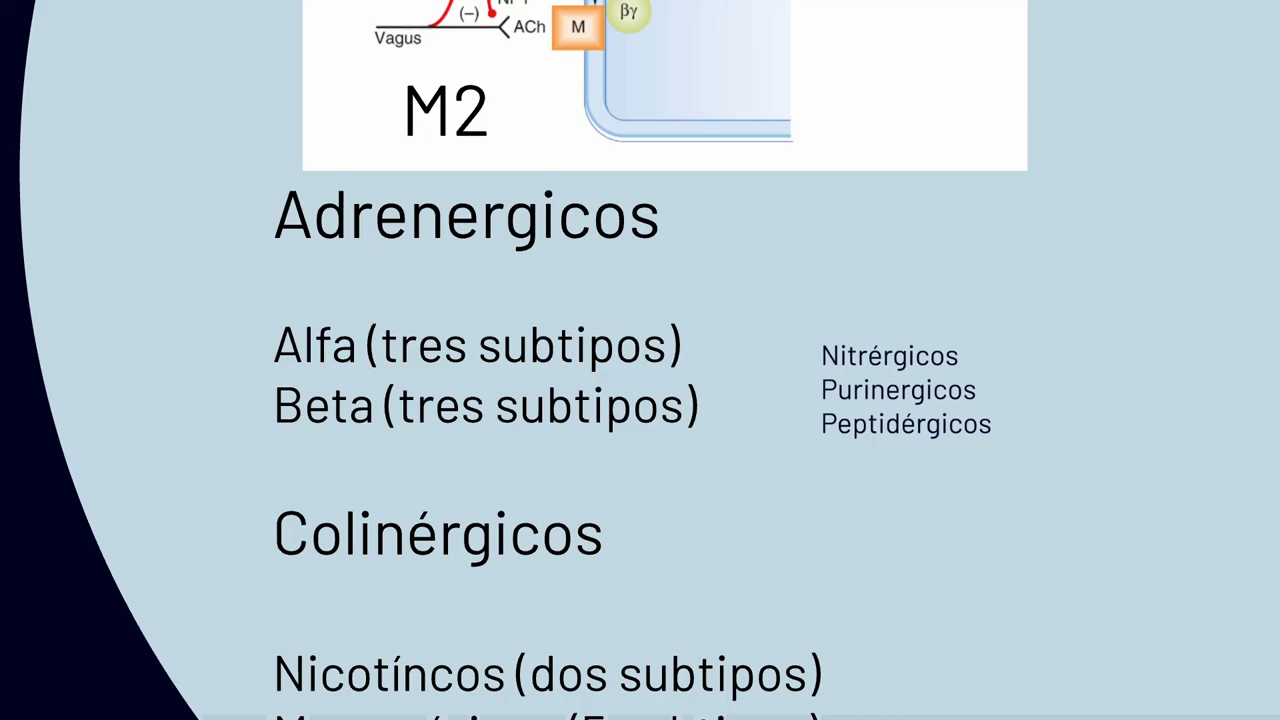 (–)
βγ
ACh
M
Vagus
M2
Adrenergicos
Alfa (tres subtipos)
Beta (tres subtipos)
Nitrérgicos
Purinergicos
Peptidérgicos
Colinérgicos
Nicotíncos (dos subtipos)